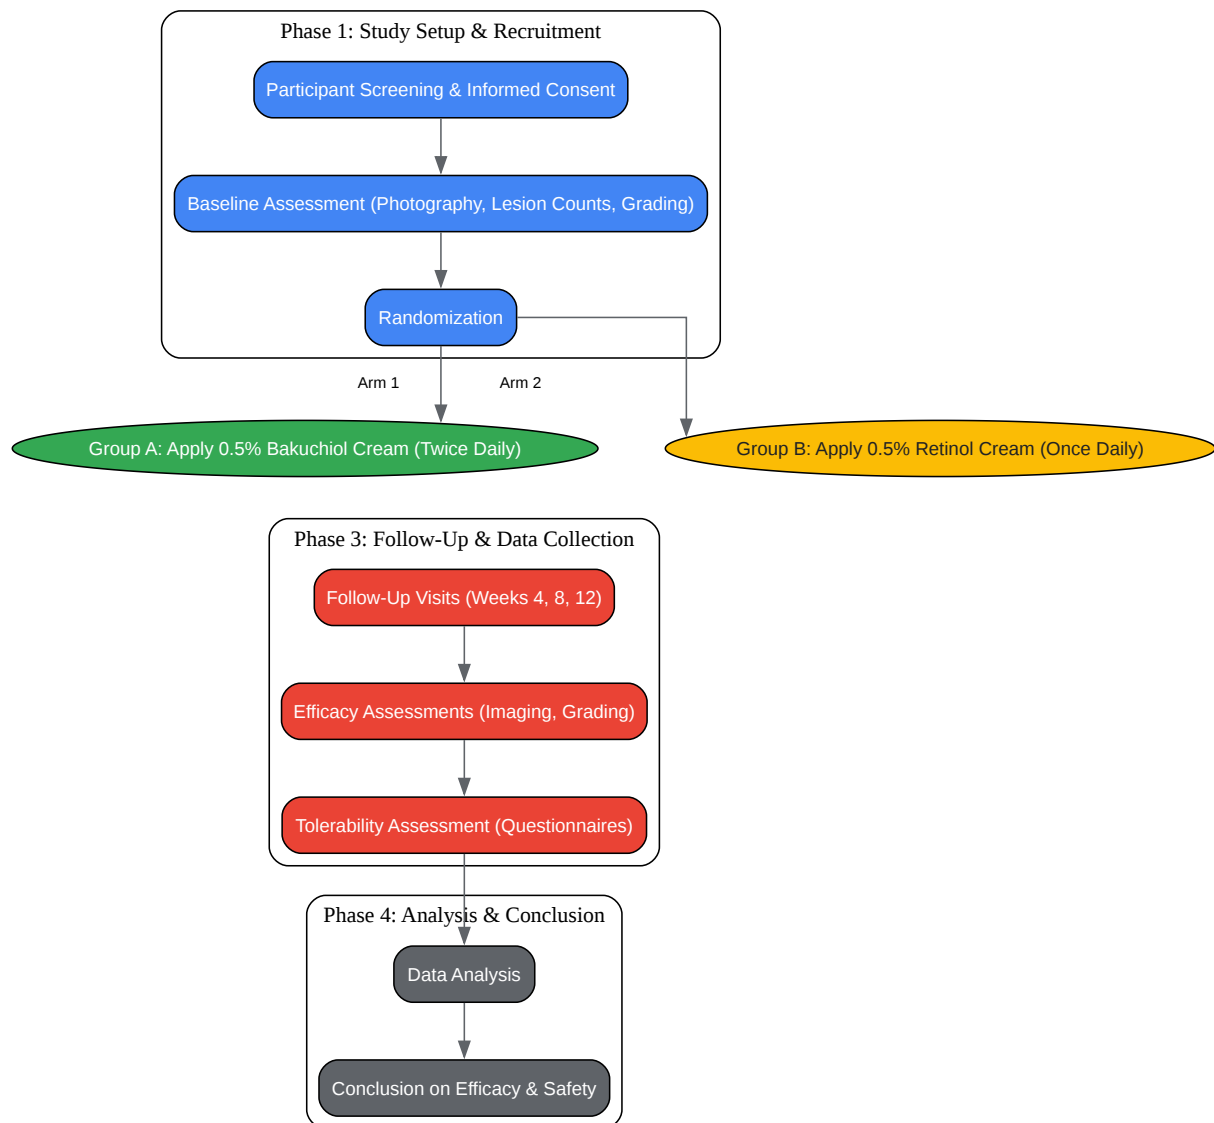 Phase 1: Study Setup & Recruitment
Participant Screening & Informed Consent
Baseline Assessment (Photography, Lesion Counts, Grading)
Randomization
Arm 1
Arm 2
Group A: Apply 0.5% Bakuchiol Cream (Twice Daily)
Group B: Apply 0.5% Retinol Cream (Once Daily)
Phase 3: Follow-Up & Data Collection
Follow-Up Visits (Weeks 4, 8, 12)
Efficacy Assessments (Imaging, Grading)
Tolerability Assessment (Questionnaires)
Phase 4: Analysis & Conclusion
Data Analysis
Conclusion on Efficacy & Safety